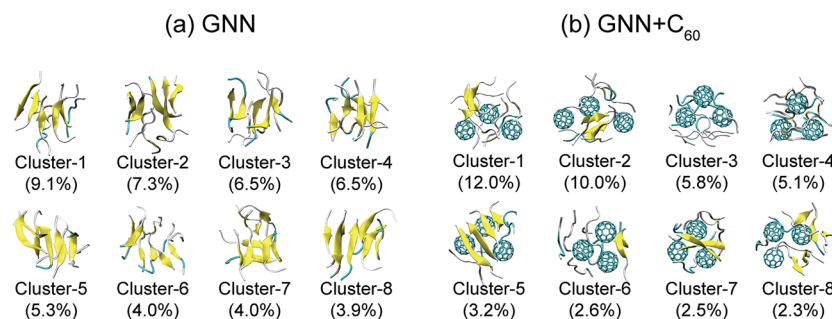 (a) GNN
(b) GNN+C60
Cluster-1 Cluster-2 Cluster-3 Cluster-4
(9.1%) (7.3%) (6.5%) (6.5%)
Cluster-1 Cluster-2 Cluster-3 Cluster-4
(12.0%) (10.0%) (5.8%) (5.1%)
Cluster-5 Cluster-6 Cluster-7 Cluster-8
(5.3%) (4.0%) (4.0%) (3.9%)
Cluster-5 Cluster-6 Cluster-7 Cluster-8
(3.2%) (2.6%) (2.5%) (2.3%)